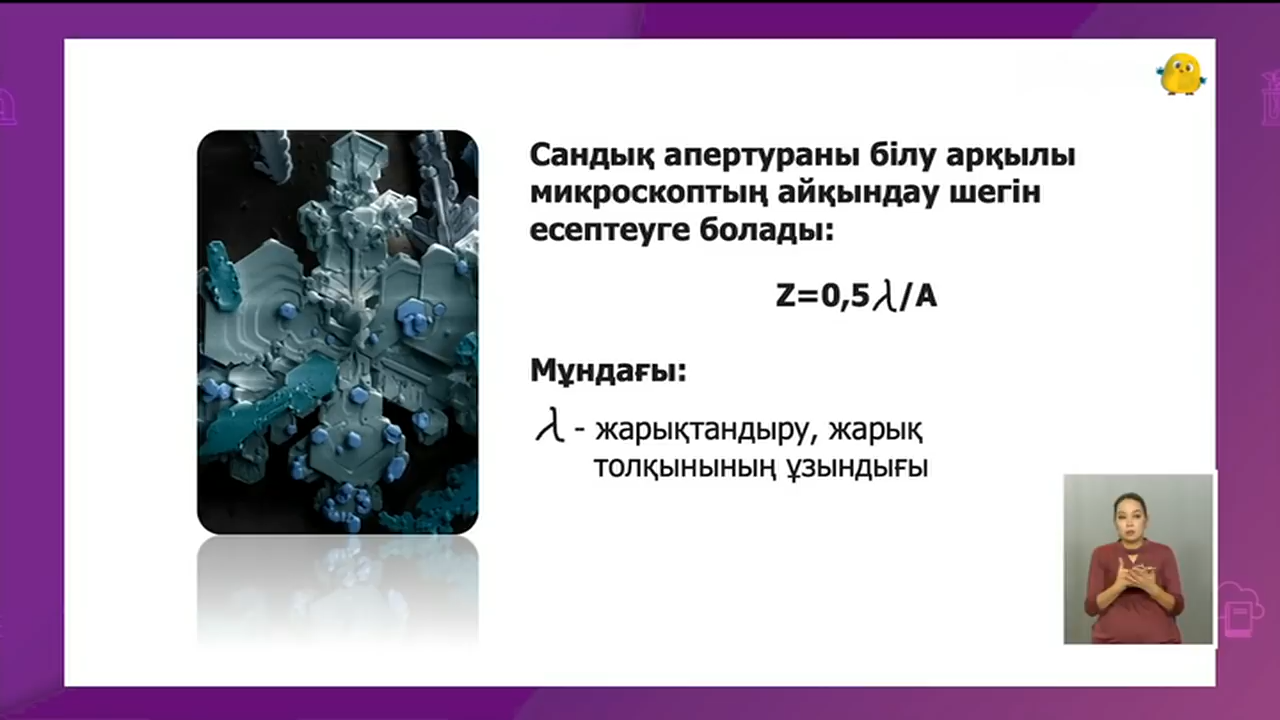 Сандық апертураны білу арқылы
микроскоптың айқындау шегін
есептеуге болады:
Z=0,5λ/A
Мұндағы:
λ - жарықтандыру, жарық
толқынының ұзындығы